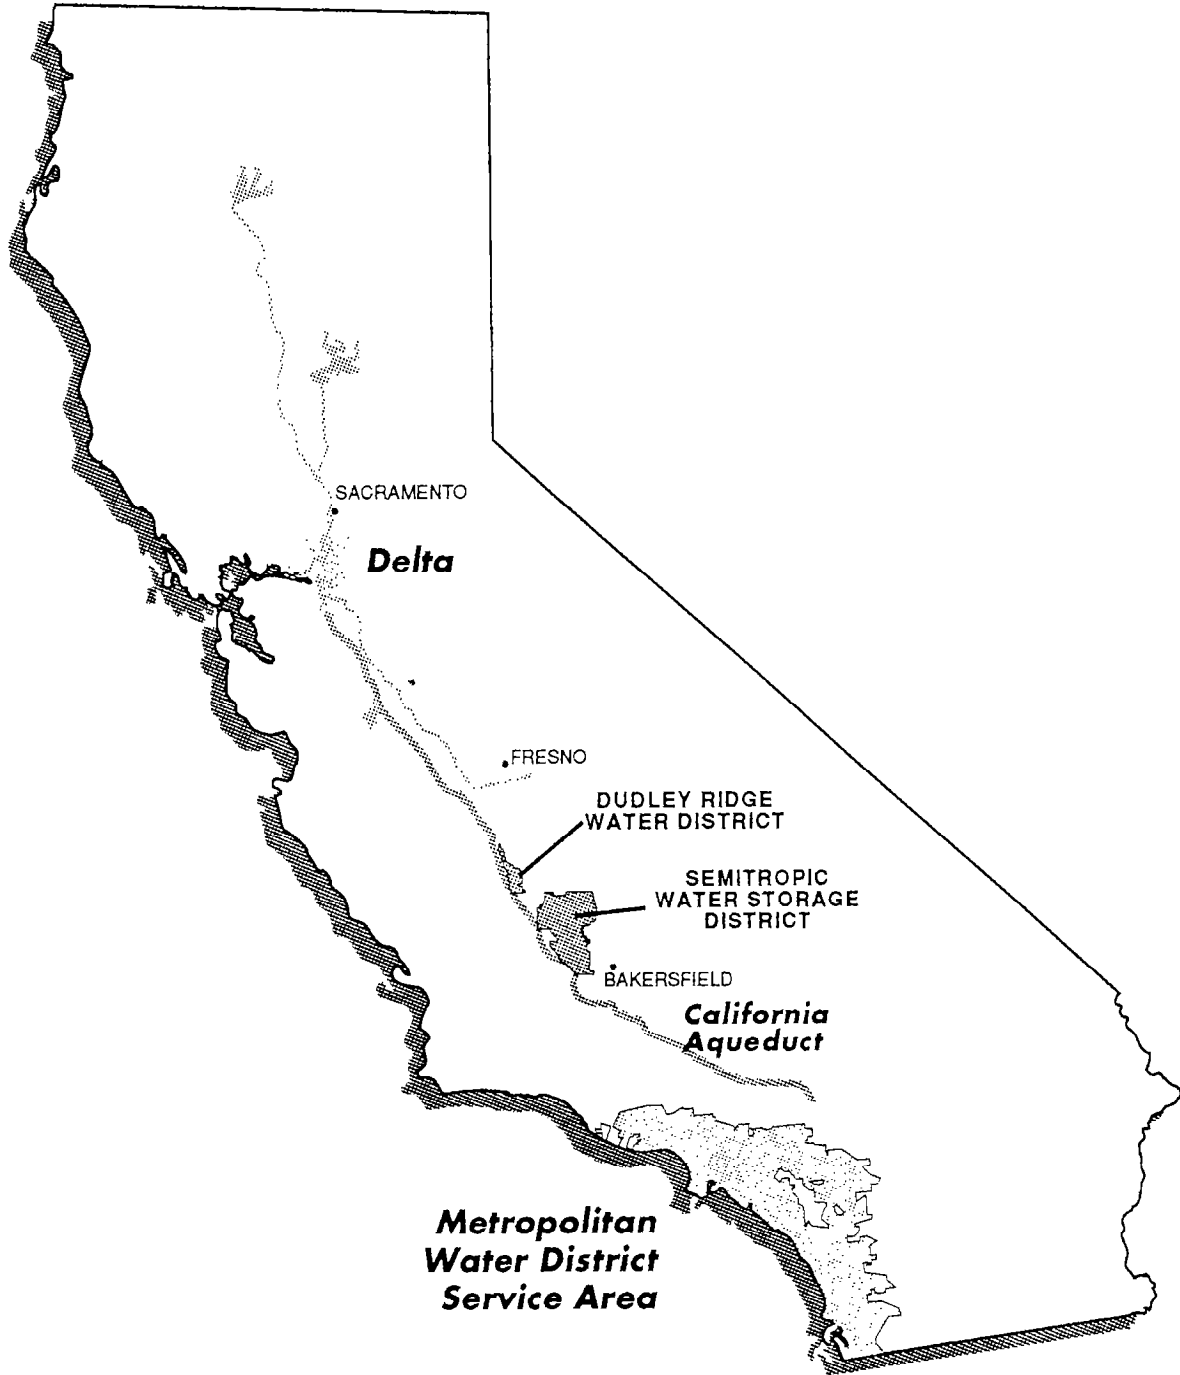 SACRAMENTO
Delta
FRESNO
DUDLEY RIDGE
WATER DISTRICT
SEMITROPIC
WATER STORAGE
DISTRICT
BAKERSFIELD
California
Aqueduct
Metropolitan
Water District
Service Area